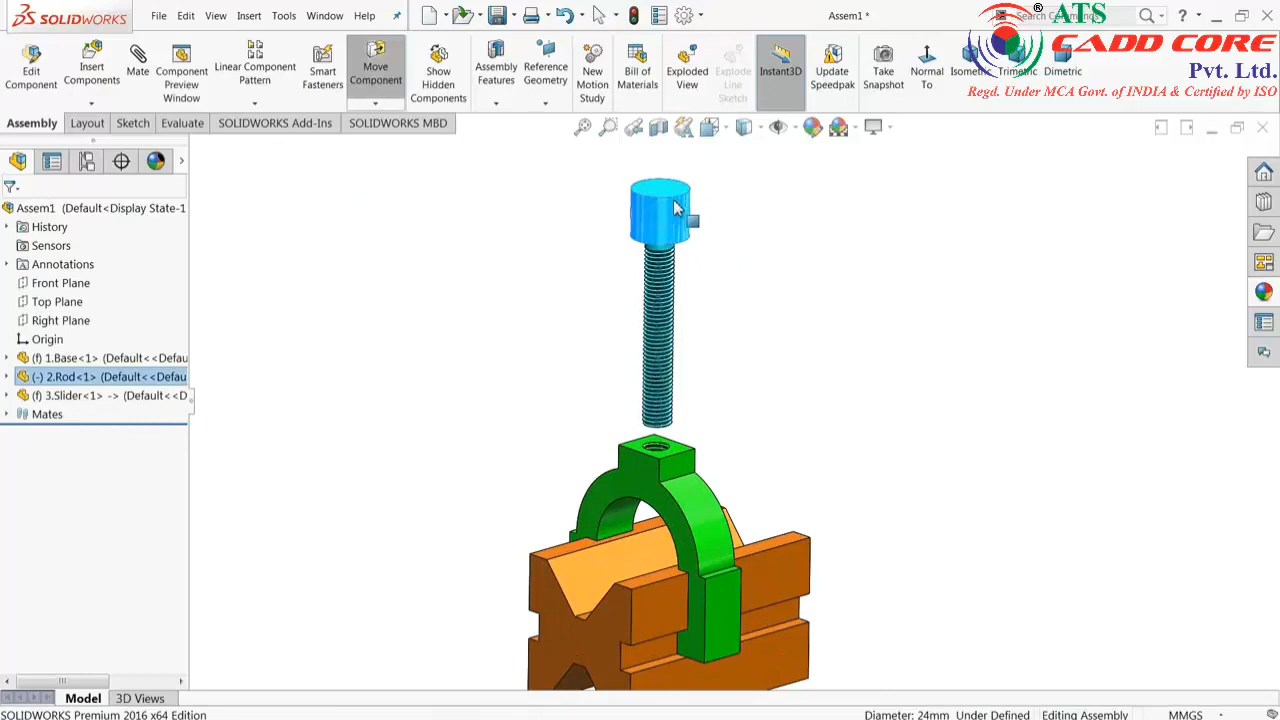 SOLIDWORKS
File Edit View Insert Tools Window Help
Assem1 *
Search Commands
?
ATS
CADD CORE
Pvt. Ltd.
Regd. Under MCA Govt. of INDIA & Certified by ISO
®
Edit Component
Insert Components
Mate
Component Preview Window
Linear Component Pattern
Smart Fasteners
Move Component
Show Hidden Components
Assembly Features
Reference Geometry
New Motion Study
Bill of Materials
Exploded View
Explode Line Sketch
Instant3D
Update Speedpak
Take Snapshot
Normal To
Isometric
Trimetric
Dimetric
Assembly Layout Sketch Evaluate SOLIDWORKS Add-Ins SOLIDWORKS MBD
Assem1 (Default<Display State-1
History
Sensors
Annotations
Front Plane
Top Plane
Right Plane
Origin
(f) 1.Base<1> (Default<<Defau
(-) 2.Rod<1> (Default<<Defau
(f) 3.Slider<1> -> (Default<<D
Mates
Model 3D Views
SOLIDWORKS Premium 2016 x64 Edition
Diameter: 24mm Under Defined Editing Assembly MMGS